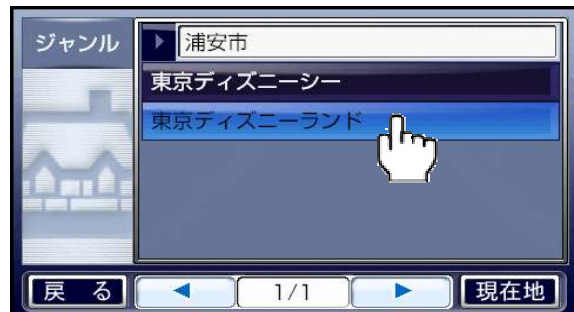 ジャンル
浦安市
東京ディズニーシー
東京ディズニーランド
戻 る
1/1
現在地